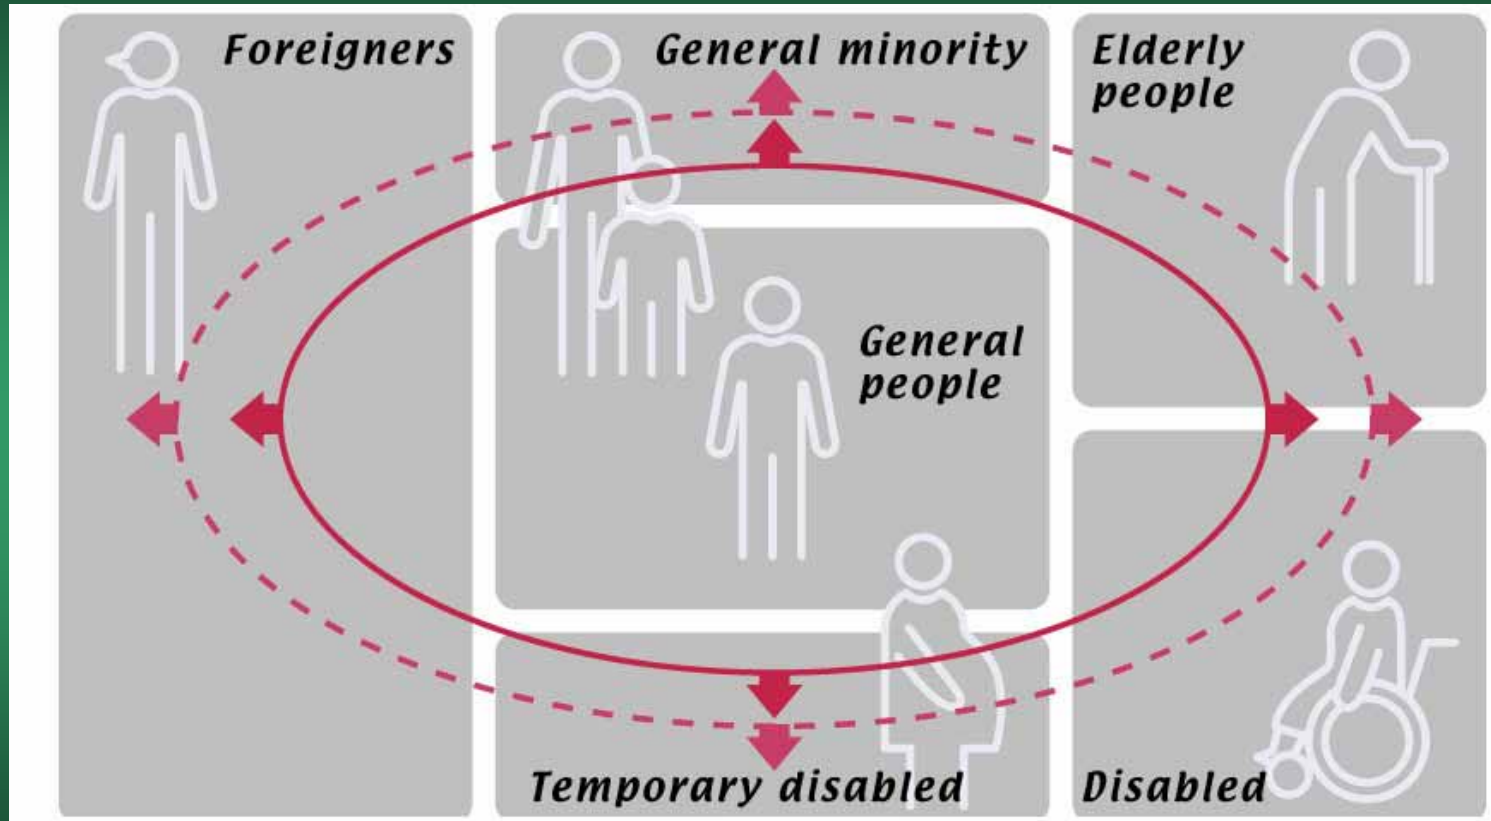 Foreigners
General minority
Elderly
people
General
people
Temporary disabled
Disabled